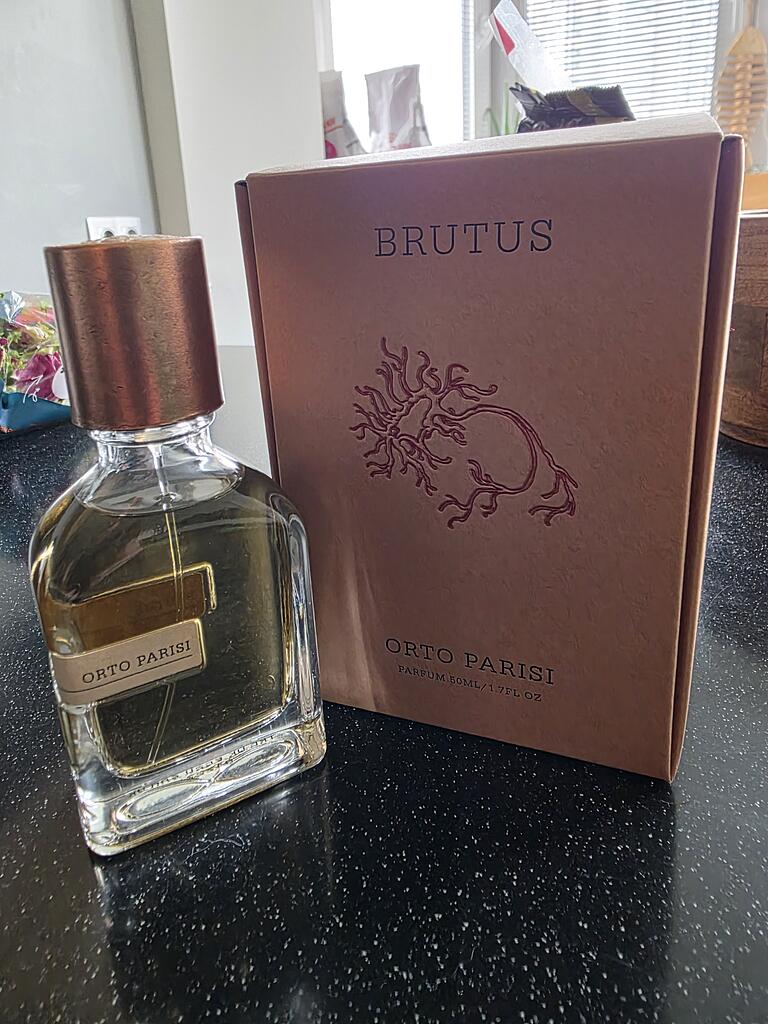 BRUTUS
ORTO PARISI
PARFUM 50ML/1.7FL OZ
ORTO PARISI